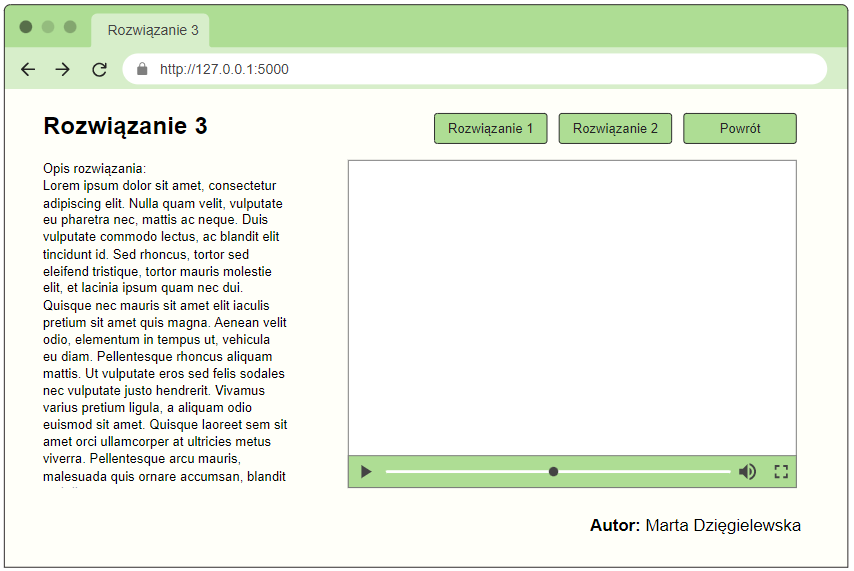 Rozwiązanie 3
http://127.0.0.1:5000
Rozwiązanie 3
Rozwiązanie 1
Rozwiązanie 2
Powrót
Opis rozwiązania:
Lorem ipsum dolor sit amet, consectetur
adipiscing elit. Nulla quam velit, vulputate
eu pharetra nec, mattis ac neque. Duis
vulputate commodo lectus, ac blandit elit
tincidunt id. Sed rhoncus, tortor sed
eleifend tristique, tortor mauris molestie
elit, et lacinia ipsum quam nec dui.
Quisque nec mauris sit amet elit iaculis
pretium sit amet quis magna. Aenean velit
odio, elementum in tempus ut, vehicula
eu diam. Pellentesque rhoncus aliquam
mattis. Ut vulputate eros sed felis sodales
nec vulputate justo hendrerit. Vivamus
varius pretium ligula, a aliquam odio
euismod sit amet. Quisque laoreet sem sit
amet orci ullamcorper at ultricies metus
viverra. Pellentesque arcu mauris,
malesuada quis ornare accumsan, blandit
Autor: Marta Dzięgielewska